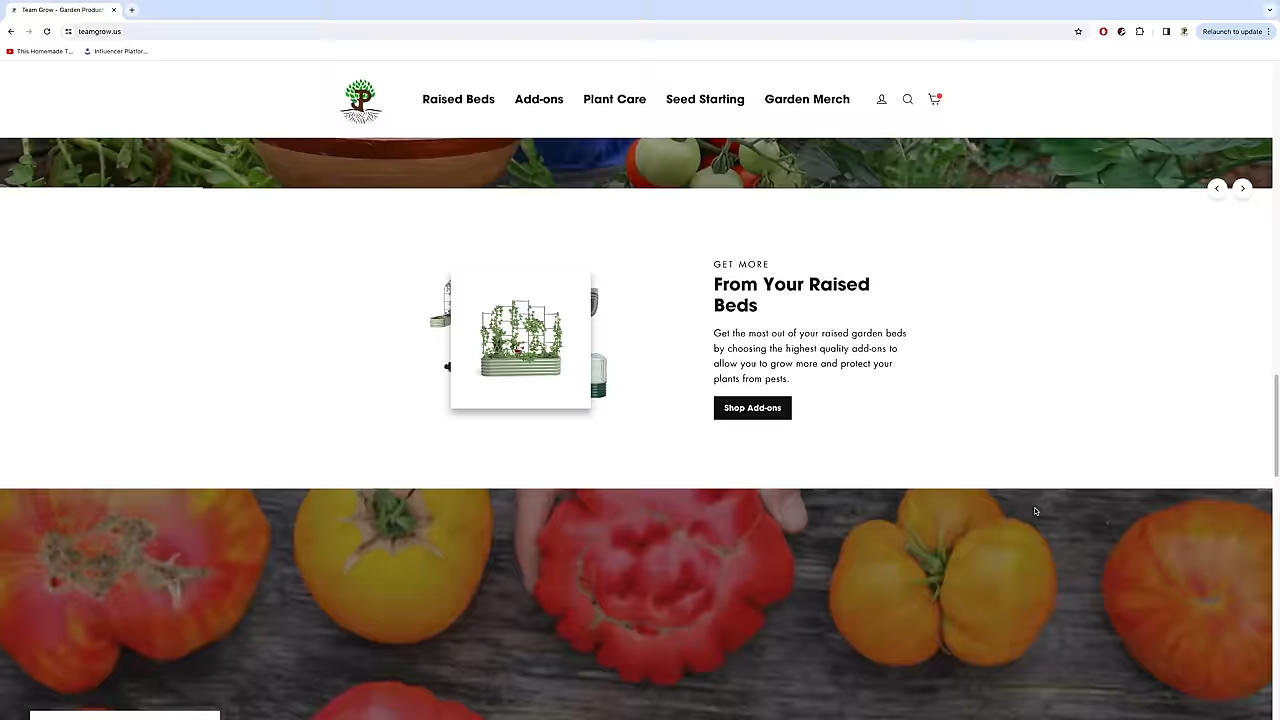 Team Grow - Garden Produc
teamgrow.us
Relaunch to update
This Homemade T...
Influencer Platfor...
P
Raised Beds
Add-ons
Plant Care
Seed Starting
Garden Merch
GET MORE
From Your Raised
Beds
Get the most out of your raised garden beds
by choosing the highest quality add-ons to
allow you to grow more and protect your
plants from pests.
Shop Add-ons